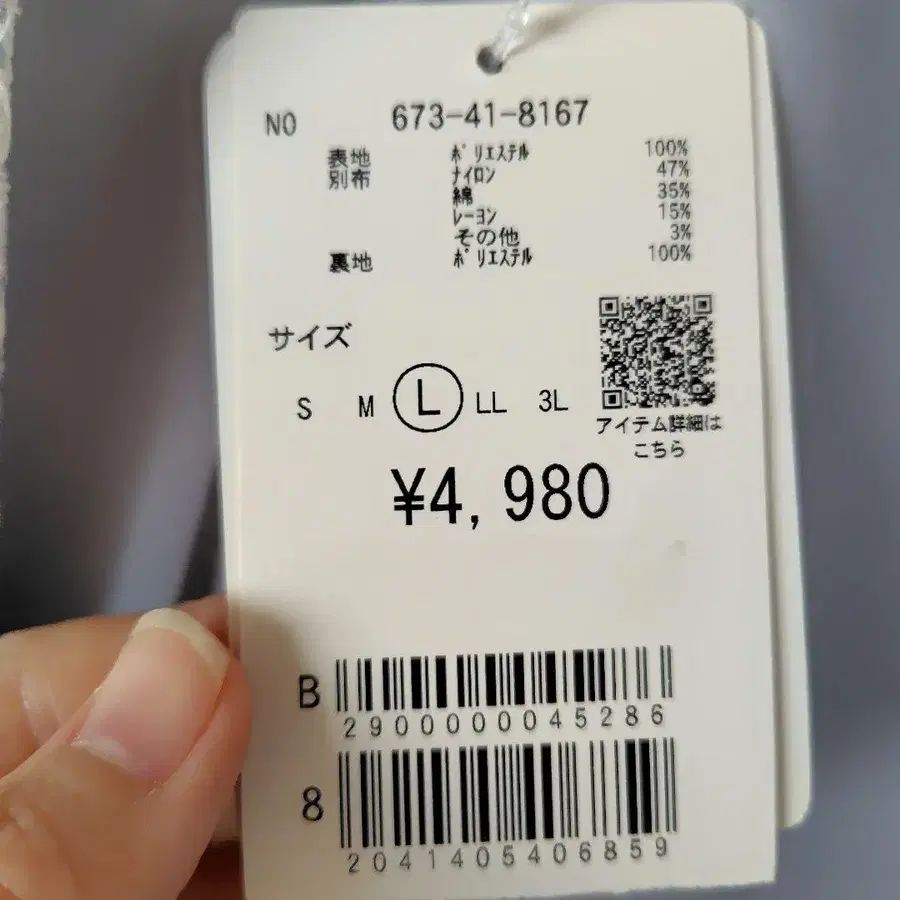 NO 673-41-8167
表地 ﾎﾟﾘｴｽﾃﾙ 100%
別布 ﾅｲﾛﾝ 47%
綿 35%
ﾚｰﾖﾝ 15%
その他 3%
裏地 ﾎﾟﾘｴｽﾃﾙ 100%
サイズ
S M L LL 3L
アイテム詳細は
こちら
¥4,980
B
2900000045286
8
2041405406859